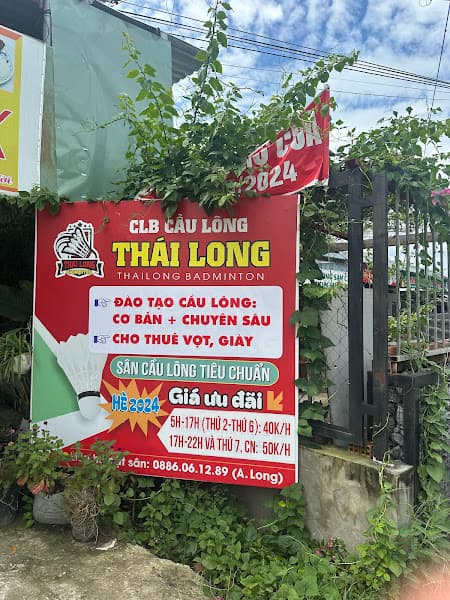 CỬA
2024
CLB CẦU LÔNG
THÁI LONG
THAILONG BADMINTON
THÁI LONG
ĐÀO TẠO CẦU LÔNG:
CƠ BẢN + CHUYÊN SÂU
CHO THUÊ VỢT, GIÀY
SÂN CẦU LÔNG TIÊU CHUẨN
HÈ 2024
Giá ưu đãi
5H-17H (THỨ 2-THỨ 6): 40K/H
17H-22H VÀ THỨ 7, CN: 50K/H
sân: 0886.06.12.89 (A. Long)